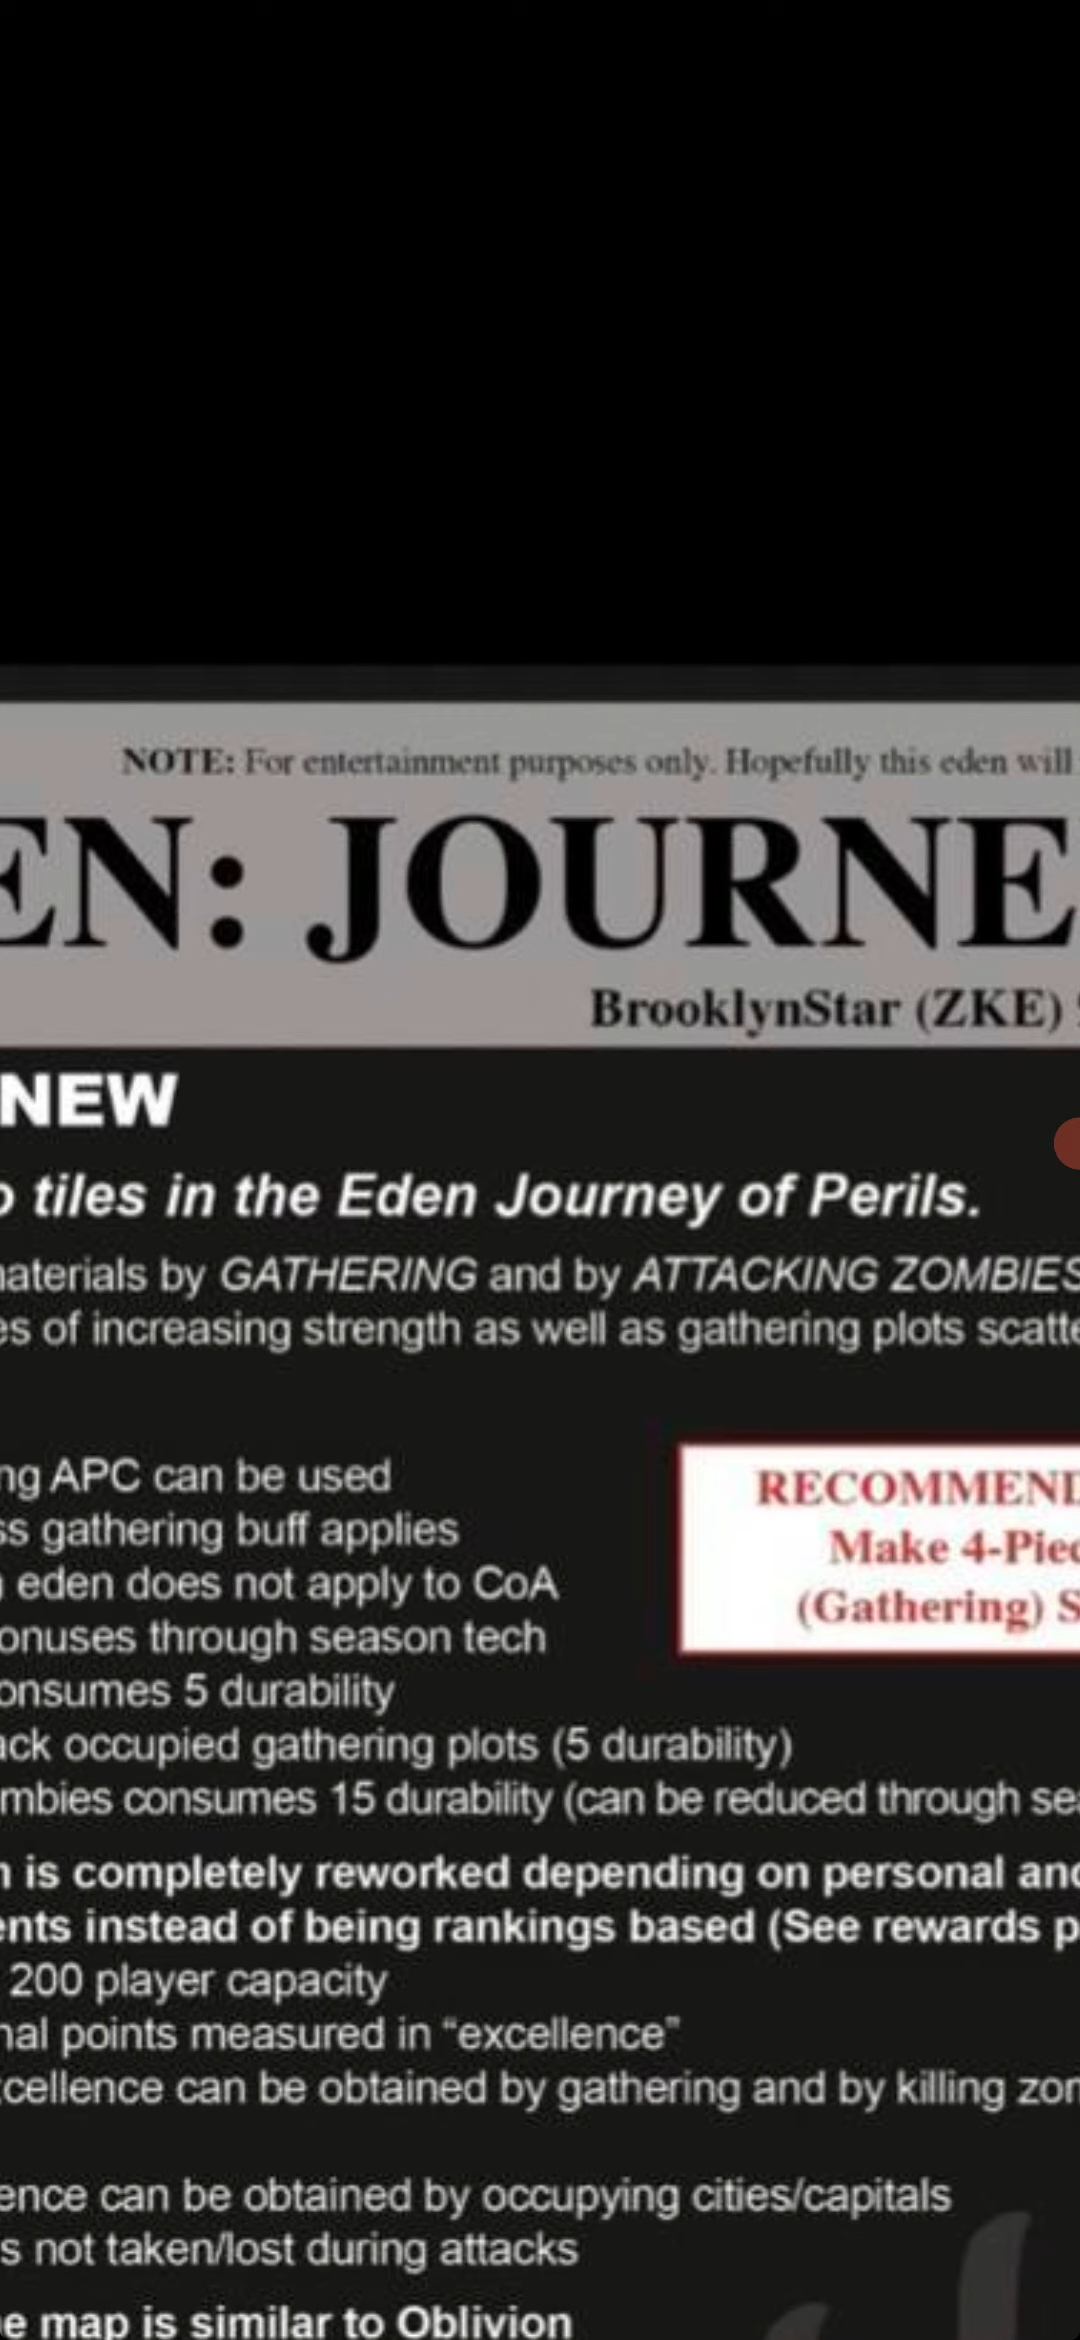 NOTE: For entertainment purposes only. Hopefully this eden will
EN: JOURNE
BrooklynStar (ZKE)
NEW
o tiles in the Eden Journey of Perils.
aterials by GATHERING and by ATTACKING ZOMBIES
es of increasing strength as well as gathering plots scatte
ng APC can be used
ss gathering buff applies
eden does not apply to CoA
onuses through season tech
onsumes 5 durability
ack occupied gathering plots (5 durability)
mbies consumes 15 durability (can be reduced through sea
RECOMMEND
Make 4-Piec
(Gathering) S
is completely reworked depending on personal and
ents instead of being rankings based (See rewards p
200 player capacity
nal points measured in “excellence”
cellence can be obtained by gathering and by killing zom
ence can be obtained by occupying cities/capitals
s not taken/lost during attacks
e map is similar to Oblivion